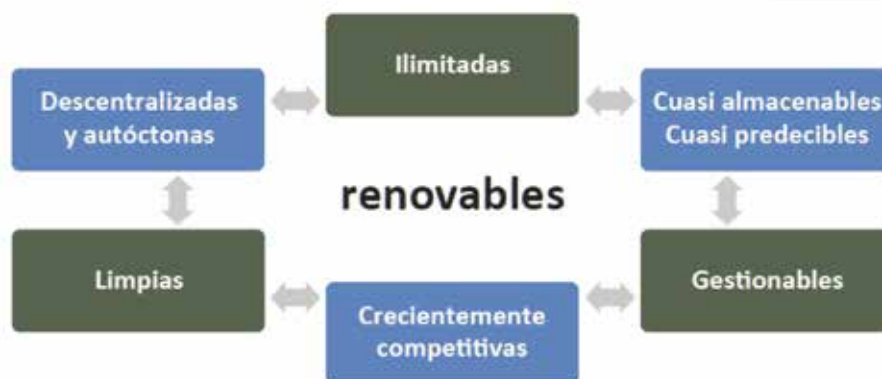 Ilimitadas
Descentralizadas
y autóctonas
Cuasi almacenables
Cuasi predecibles
renovables
Limpias
Gestionables
Crecientemente
competitivas